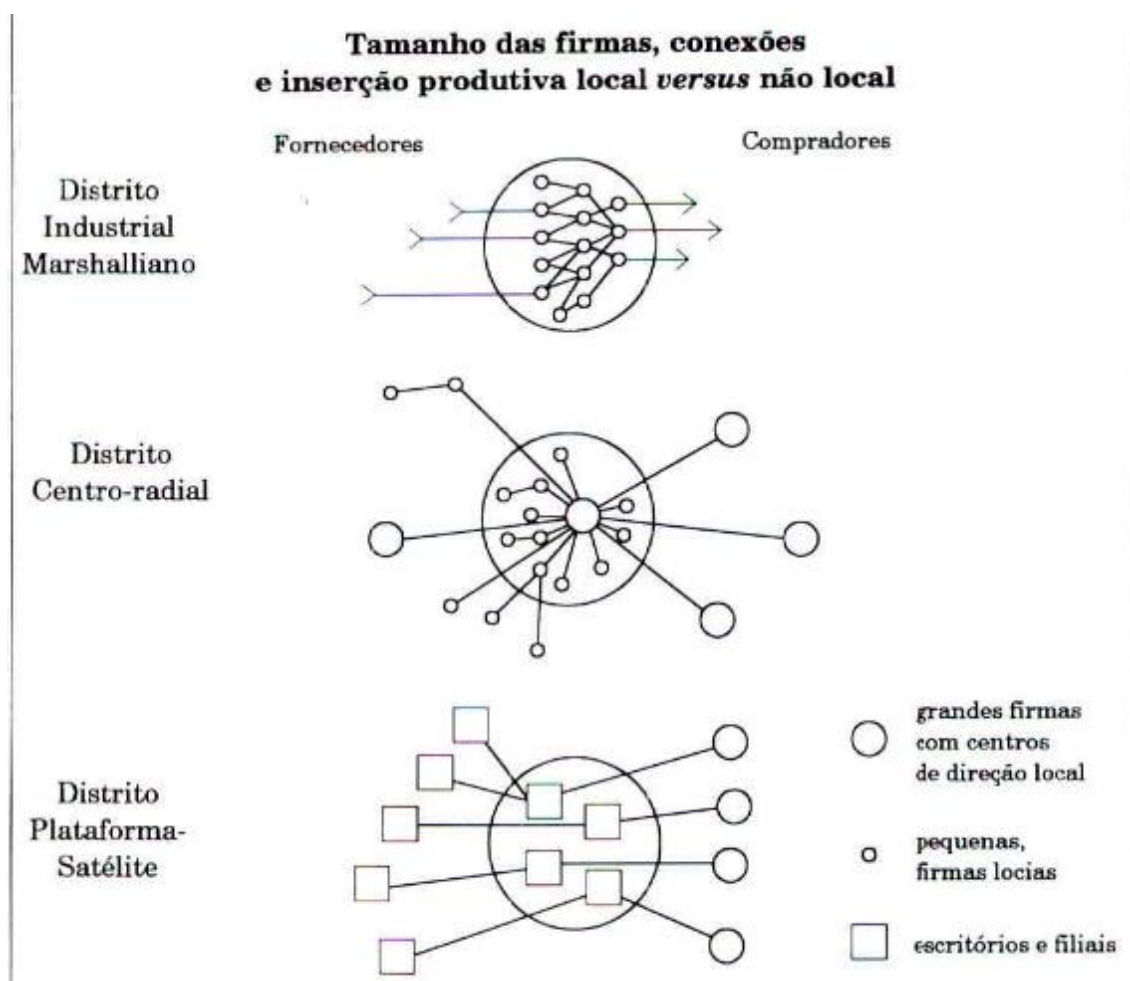 Tamanho das firmas, conexões
e inserção produtiva local versus não local
Fornecedores
Compradores
Distrito
Industrial
Marshalliano
Distrito
Centro-radial
Distrito
Plataforma-
Satélite
grandes firmas
com centros
de direção local
pequenas,
firmas locias
escritórios e filiais